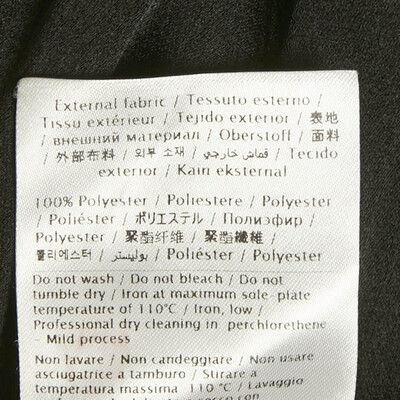 External fabric / Tessuto esterno /
Tissu extérieur / Tejido exterior / 表地
/ внешний материал / Oberstoff / 面料
/ 外部布料 / 외부 소재 / قماش خارجي / Tecido
exterior / Kain eksternal
100% Polyester / Poliestere / Polyester
/ Poliéster / ポリエステル / Полиэфир /
Polyester / 聚酯纤维 / 聚酯纖維 /
폴리에스터 / بوليستر / Poliéster / Polyester
Do not wash / Do not bleach / Do not
tumble dry / Iron at maximum sole-plate
temperature of 110°C / Iron, low /
Professional dry cleaning in perchlorethene
- Mild process
Non lavare / Non candeggiare / Non usare
asciugatrice a tamburo / Stirare a
temperatura massima 110 °C / Lavaggio